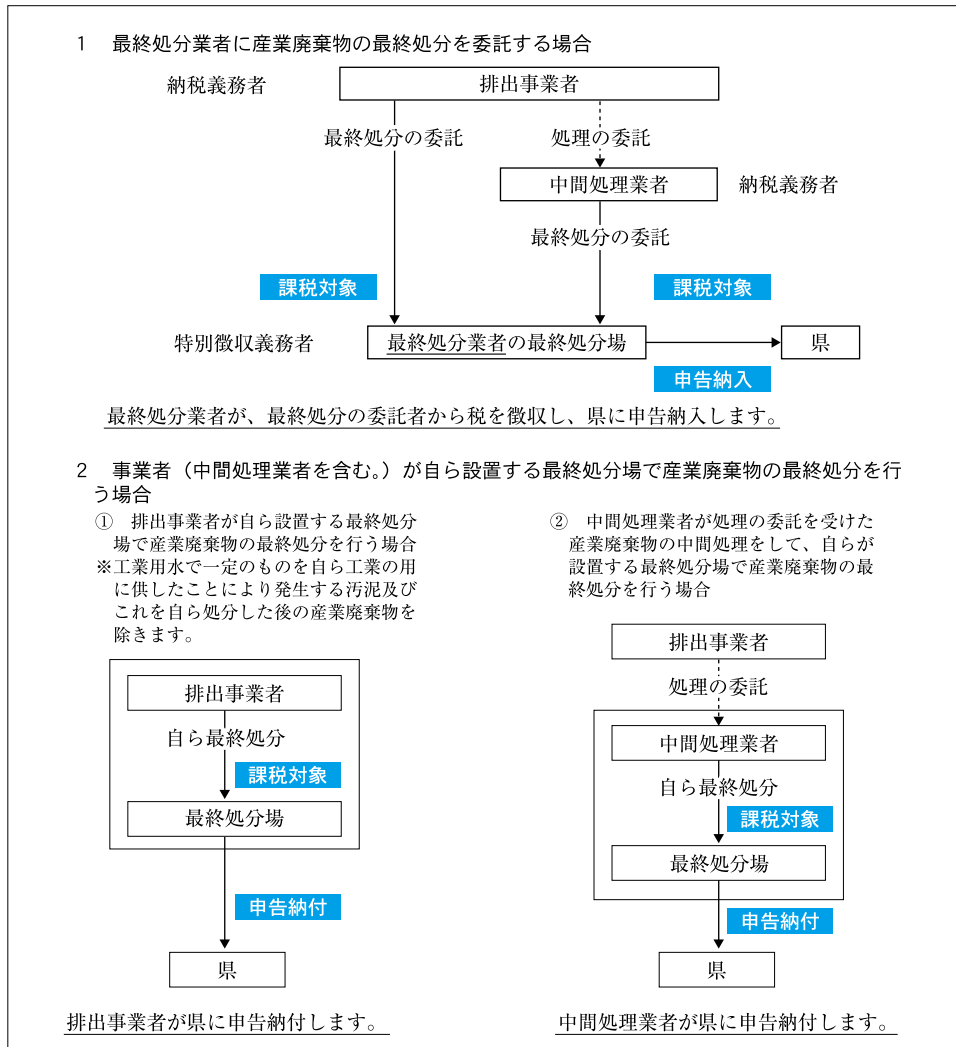 1 最終処分業者に産業廃棄物の最終処分を委託する場合
納税義務者
排出事業者
最終処分の委託
処理の委託
中間処理業者
納税義務者
最終処分の委託
課税対象
課税対象
特別徴収義務者
最終処分業者の最終処分場
県
申告納入
最終処分業者が、最終処分の委託者から税を徴収し、県に申告納入します。
2 事業者（中間処理業者を含む。）が自ら設置する最終処分場で産業廃棄物の最終処分を行
う場合
① 排出事業者が自ら設置する最終処分
場で産業廃棄物の最終処分を行う場合
※工業用水で一定のものを自ら工業の用
に供したことにより発生する汚泥及び
これを自ら処分した後の産業廃棄物を
除きます。
排出事業者
自ら最終処分
課税対象
最終処分場
申告納付
県
排出事業者が県に申告納付します。
② 中間処理業者が処理の委託を受けた
産業廃棄物の中間処理をして、自らが
設置する最終処分場で産業廃棄物の最
終処分を行う場合
排出事業者
処理の委託
中間処理業者
自ら最終処分
課税対象
最終処分場
申告納付
県
中間処理業者が県に申告納付します。